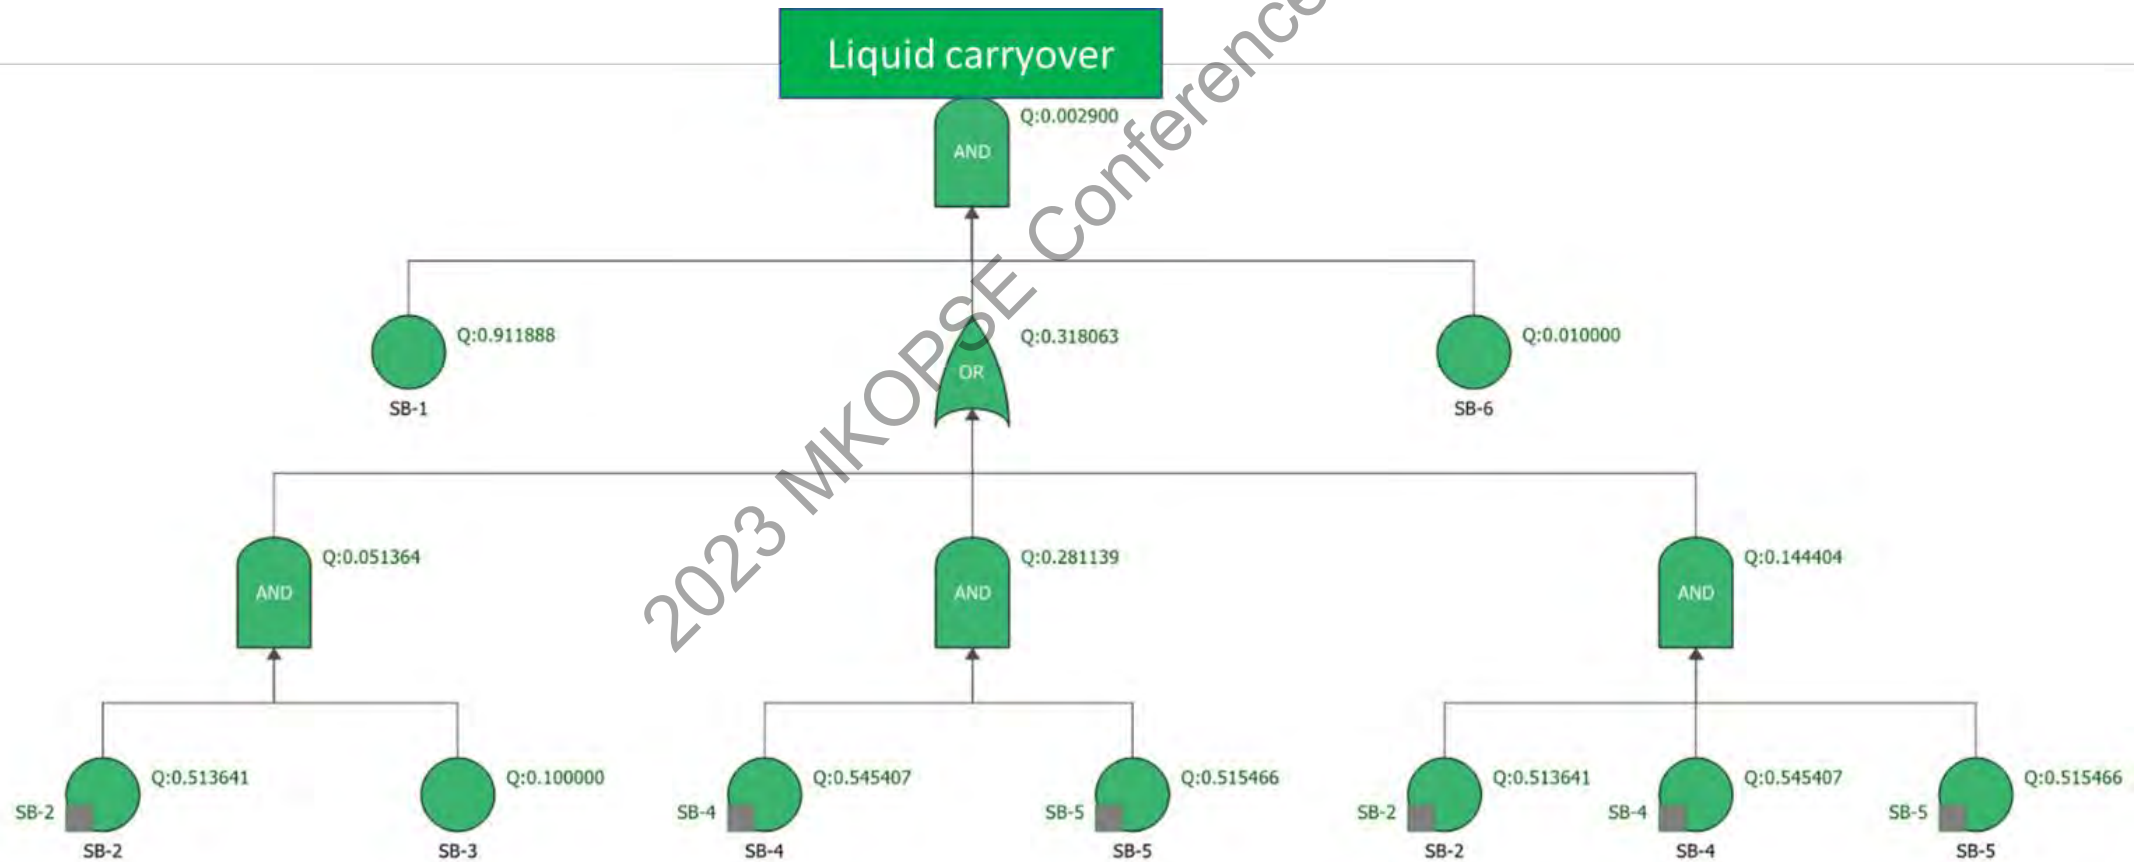 Liquid carryover
Q:0.002900
AND
Q:0.911888
SB-1
Q:0.318063
OR
Q:0.010000
SB-6
Q:0.051364
AND
Q:0.281139
AND
Q:0.144404
AND
Q:0.513641
SB-2
SB-2
Q:0.100000
SB-3
Q:0.545407
SB-4
SB-4
Q:0.515466
SB-5
SB-5
Q:0.513641
SB-2
SB-2
Q:0.545407
SB-4
SB-4
Q:0.515466
SB-5
SB-5
2023 MKOPSE Conference